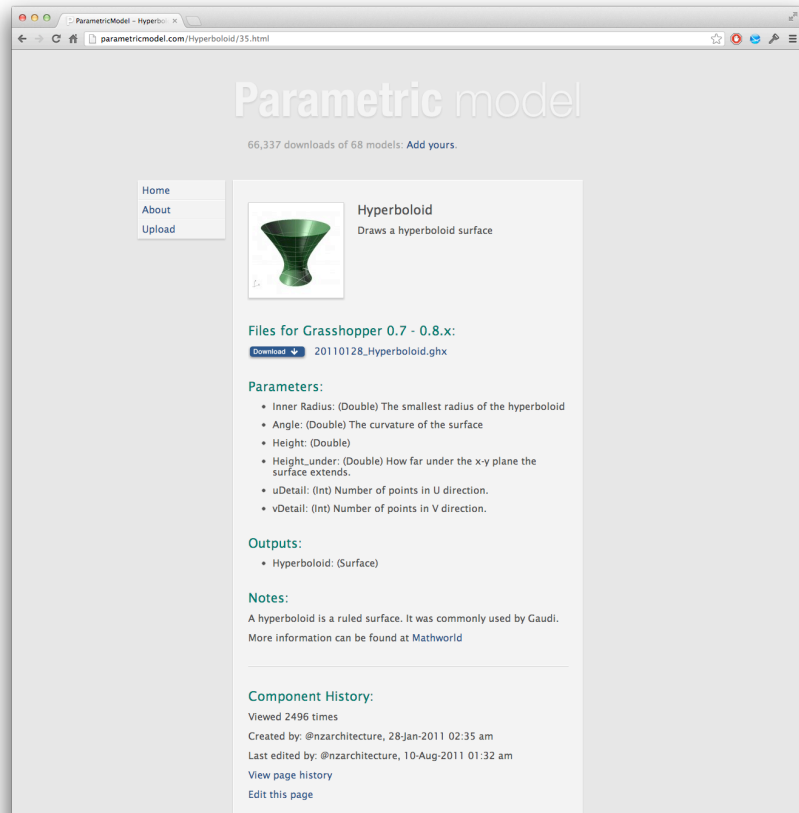 ParametricModel – Hyperbol
parametricmodel.com/Hyperboloid/35.html
Parametric model
66,337 downloads of 68 models: Add yours.
Home
About
Upload
Hyperboloid
Draws a hyperboloid surface
Files for Grasshopper 0.7 - 0.8.x:
Download 20110128_Hyperboloid.ghx
Parameters:
• Inner Radius: (Double) The smallest radius of the hyperboloid
• Angle: (Double) The curvature of the surface
• Height: (Double)
• Height_under: (Double) How far under the x-y plane the
surface extends.
• uDetail: (Int) Number of points in U direction.
• vDetail: (Int) Number of points in V direction.
Outputs:
• Hyperboloid: (Surface)
Notes:
A hyperboloid is a ruled surface. It was commonly used by Gaudi.
More information can be found at Mathworld
Component History:
Viewed 2496 times
Created by: @nzarchitecture, 28-Jan-2011 02:35 am
Last edited by: @nzarchitecture, 10-Aug-2011 01:32 am
View page history
Edit this page